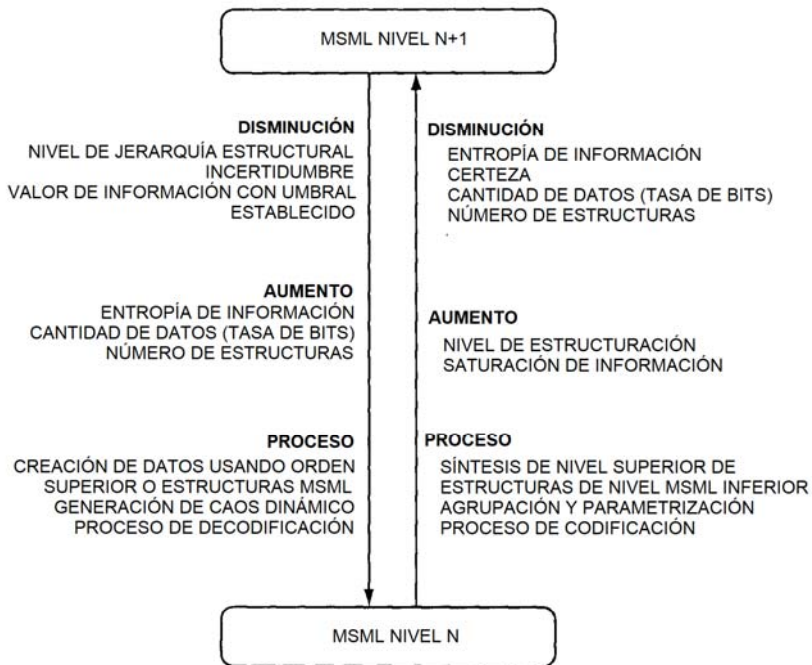 MSML NIVEL N+1
DISMINUCIÓN
NIVEL DE JERARQUÍA ESTRUCTURAL
INCERTIDUMBRE
VALOR DE INFORMACIÓN CON UMBRAL
ESTABLECIDO
AUMENTO
ENTROPÍA DE INFORMACIÓN
CANTIDAD DE DATOS (TASA DE BITS)
NÚMERO DE ESTRUCTURAS
PROCESO
CREACIÓN DE DATOS USANDO ORDEN
SUPERIOR O ESTRUCTURAS MSML
GENERACIÓN DE CAOS DINÁMICO
PROCESO DE DECODIFICACIÓN
DISMINUCIÓN
ENTROPÍA DE INFORMACIÓN
CERTEZA
CANTIDAD DE DATOS (TASA DE BITS)
NÚMERO DE ESTRUCTURAS
AUMENTO
NIVEL DE ESTRUCTURACIÓN
SATURACIÓN DE INFORMACIÓN
PROCESO
SÍNTESIS DE NIVEL SUPERIOR DE
ESTRUCTURAS DE NIVEL MSML INFERIOR
AGRUPACIÓN Y PARAMETRIZACIÓN
PROCESO DE CODIFICACIÓN
MSML NIVEL N